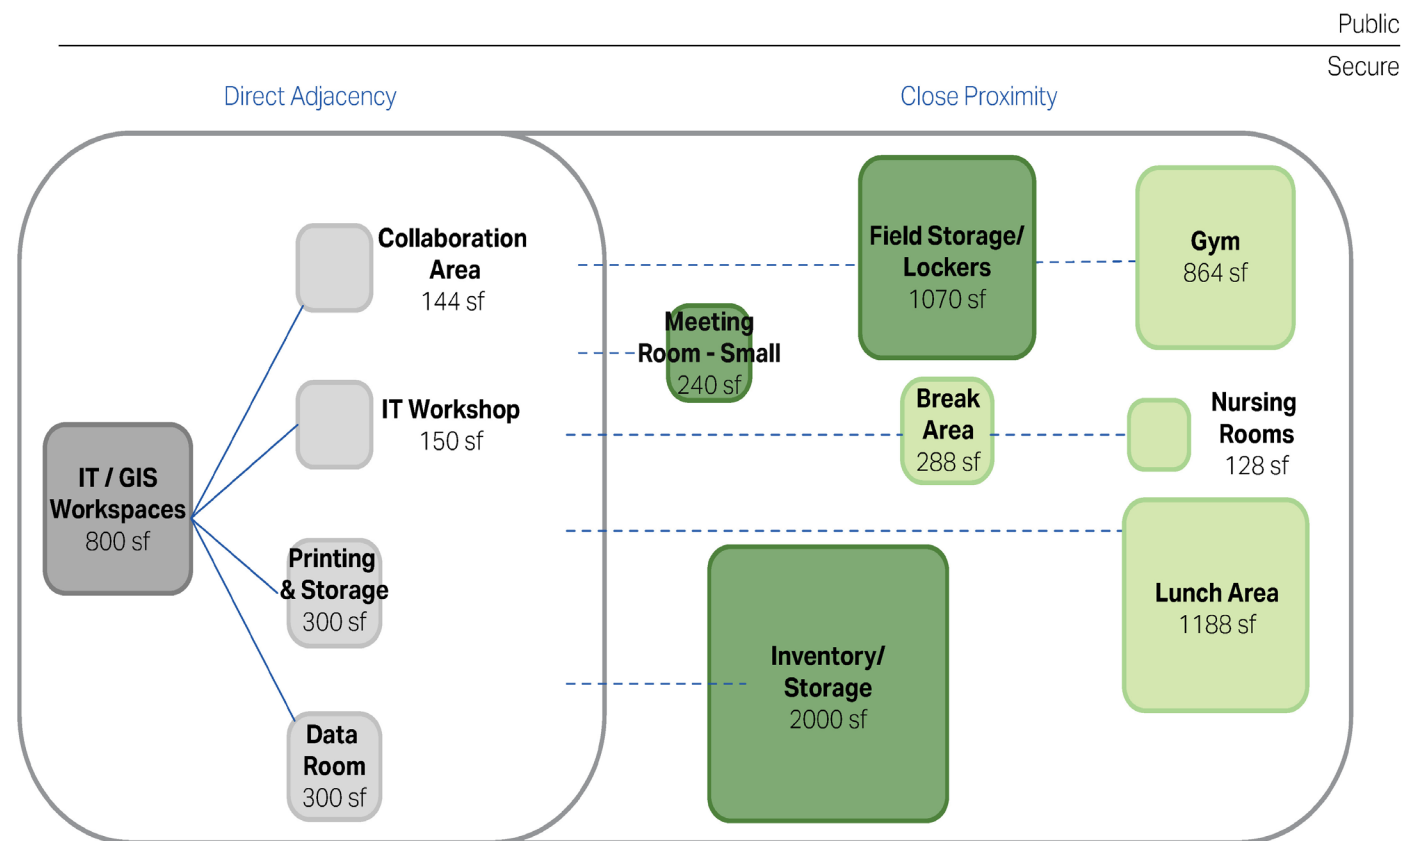 Public
Secure
Direct Adjacency
Close Proximity
Collaboration
Area
144 sf
IT Workshop
150 sf
IT / GIS
Workspaces
800 sf
Printing
& Storage
300 sf
Data
Room
300 sf
Meeting
Room - Small
240 sf
Field Storage/
Lockers
1070 sf
Gym
864 sf
Break
Area
288 sf
Nursing
Rooms
128 sf
Inventory/
Storage
2000 sf
Lunch Area
1188 sf